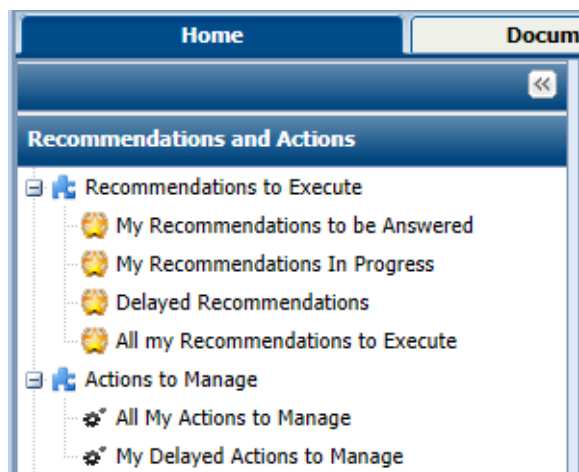 Home
Docum
Recommendations and Actions
Recommendations to Execute
My Recommendations to be Answered
My Recommendations In Progress
Delayed Recommendations
All my Recommendations to Execute
Actions to Manage
All My Actions to Manage
My Delayed Actions to Manage